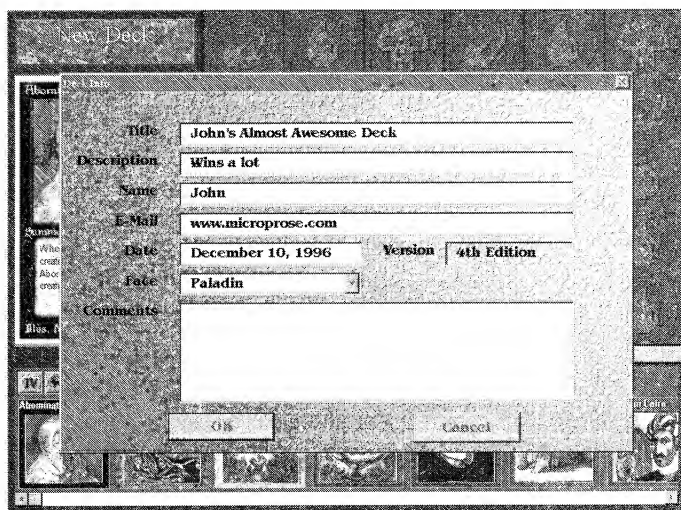 New Deck
Title John's Almost Awesome Deck
Description Wins a lot
Name John
E-Mail www.microprose.com
Date December 10, 1996 Version 4th Edition
Face Paladin
Comments
IV
OK Cancel